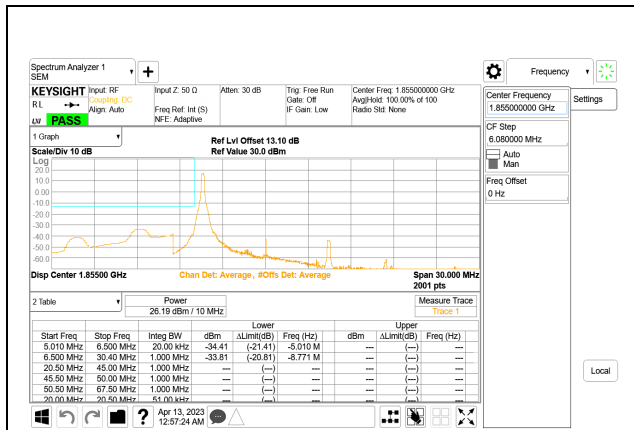 Spectrum Analyzer 1
SEM
Frequency
KEYSIGHT
Input: RF
Coupling: DC
Align: Auto
Input Z: 50 Ω
Freq Ref: Int (S)
NFE: Adaptive
Atten: 30 dB
Trig: Free Run
Gate: Off
IF Gain: Low
Center Freq: 1.855000000 GHz
Avg|Hold: 100.00% of 100
Radio Std: None
R L
LXI PASS
Center Frequency
1.855000000 GHz
Settings
CF Step
6.080000 MHz
Auto
Man
Freq Offset
0 Hz
Local
1 Graph
Scale/Div 10 dB
Ref Lvl Offset 13.10 dB
Ref Value 30.0 dBm
Log
20.0
10.0
0.00
-10.0
-20.0
-30.0
-40.0
-50.0
-60.0
Disp Center 1.85500 GHz
Chan Det: Average, #Offs Det: Average
Span 30.000 MHz
2001 pts
2 Table
Power
26.19 dBm / 10 MHz
Measure Trace
Trace 1
Lower Upper
Start Freq Stop Freq Integ BW dBm ΔLimit(dB) Freq (Hz) dBm ΔLimit(dB) Freq (Hz)
5.010 MHz 6.500 MHz 20.00 kHz -34.41 (-21.41) -5.010 M --- (---) ---
6.500 MHz 30.40 MHz 1.000 MHz -33.81 (-20.81) -8.771 M --- (---) ---
20.50 MHz 45.00 MHz 1.000 MHz --- (---) --- --- (---) ---
45.50 MHz 50.00 MHz 1.000 MHz --- (---) --- --- (---) ---
50.50 MHz 67.50 MHz 1.000 MHz --- (---) --- --- (---) ---
20.00 MHz 20.50 MHz 51.00 kHz --- (---) --- --- (---) ---
Apr 13, 2023
12:57:24 AM